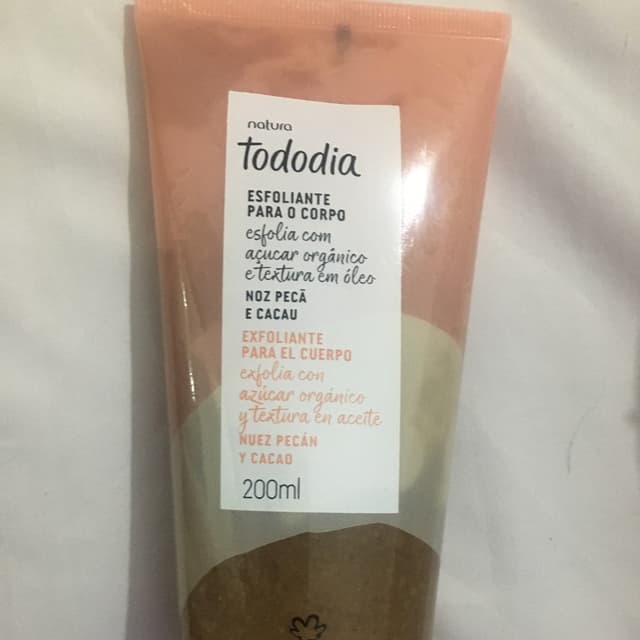 natura
tododia
ESFOLIANTE
PARA O CORPO
esfolia com
açucar orgánico
e textura em óleo
NOZ PECÃ
E CACAU
EXFOLIANTE
PARA EL CUERPO
exfolia con
azúcar orgánico
y textura en aceite
NUEZ PECÁN
Y CACAO
200ml